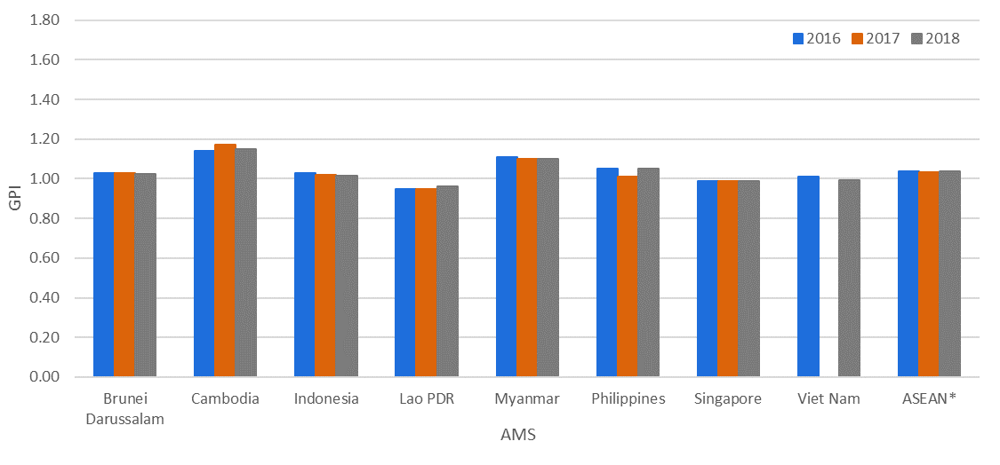 1.80
1.60
1.40
1.20
1.00
0.80
0.60
0.40
0.20
0.00
GPI
2016 2017 2018
Brunei Darussalam
Cambodia
Indonesia
Lao PDR
Myanmar
Philippines
Singapore
Viet Nam
ASEAN*
AMS